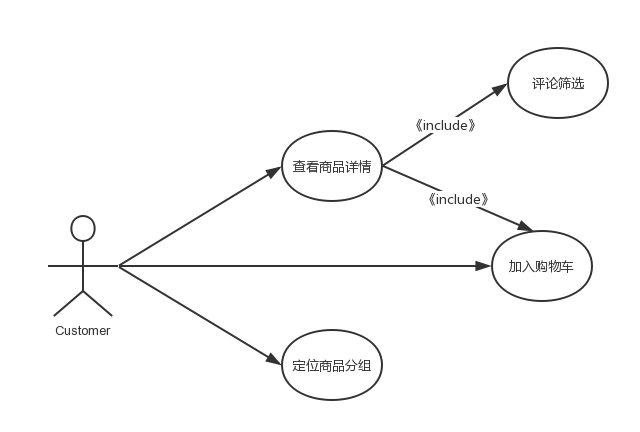 评论筛选
《include》
查看商品详情
《include》
加入购物车
Customer
定位商品分组